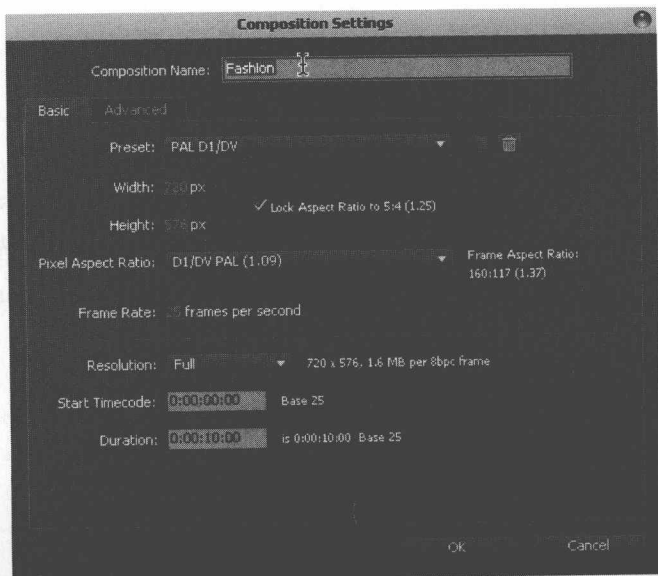 Composition Settings
Composition Name: Fashion
Basic Advanced
Preset: PAL D1/DV
Width: 720 px
Lock Aspect Ratio to 5:4 (1.25)
Height: 576 px
Pixel Aspect Ratio: D1/DV PAL (1.09)
Frame Aspect Ratio:
160:117 (1.37)
Frame Rate: 25 frames per second
Resolution: Full 720 x 576, 1.6 MB per 8bpc frame
Start Timecode: 0:00:00:00 Base 25
Duration: 0:00:10:00 is 0:00:10:00 Base 25
OK Cancel